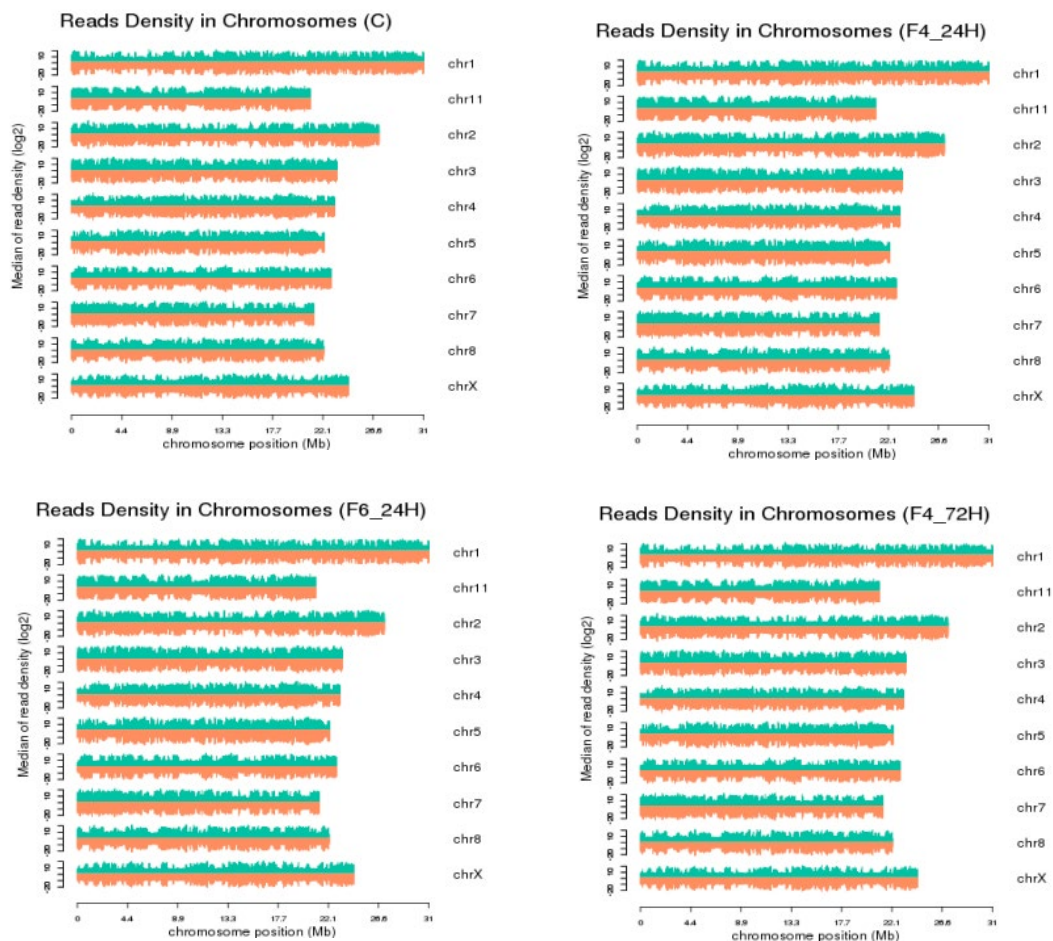 Reads Density in Chromosomes (C)
Median of read density (log2)
chr1
chr11
chr2
chr3
chr4
chr5
chr6
chr7
chr8
chrX
0 4.4 8.9 13.3 17.7 22.1 26.6 31
chromosome position (Mb)
Reads Density in Chromosomes (F4_24H)
Median of read density (log2)
chr1
chr11
chr2
chr3
chr4
chr5
chr6
chr7
chr8
chrX
0 4.4 8.9 13.3 17.7 22.1 26.6 31
chromosome position (Mb)
Reads Density in Chromosomes (F6_24H)
Median of read density (log2)
chr1
chr11
chr2
chr3
chr4
chr5
chr6
chr7
chr8
chrX
0 4.4 8.9 13.3 17.7 22.1 26.6 31
chromosome position (Mb)
Reads Density in Chromosomes (F4_72H)
Median of read density (log2)
chr1
chr11
chr2
chr3
chr4
chr5
chr6
chr7
chr8
chrX
0 4.4 8.9 13.3 17.7 22.1 26.6 31
chromosome position (Mb)